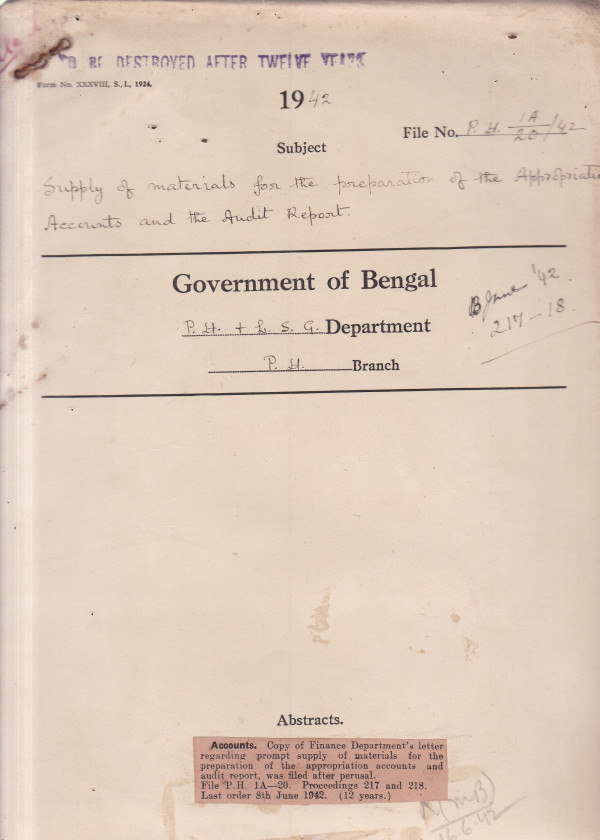 TO BE DESTROYED AFTER TWELVE YEARS
Form No. XXXVIII, S., I., 1924.
1942
File No. P. H. 1A/20/42
Subject
Supply of materials for the preparation of the Appropriatio
Accounts and the Audit Report.
Government of Bengal
B June '42.
P. H. + L. S. G. Department
217-18.
P. H. Branch
Abstracts.
Accounts. Copy of Finance Department's letter
regarding prompt supply of materials for the
preparation of the appropriation accounts and
audit report, was filed after perusal.
File P.H. 1A—20. Proceedings 217 and 218.
Last order 8th June 1942. (12 years.)